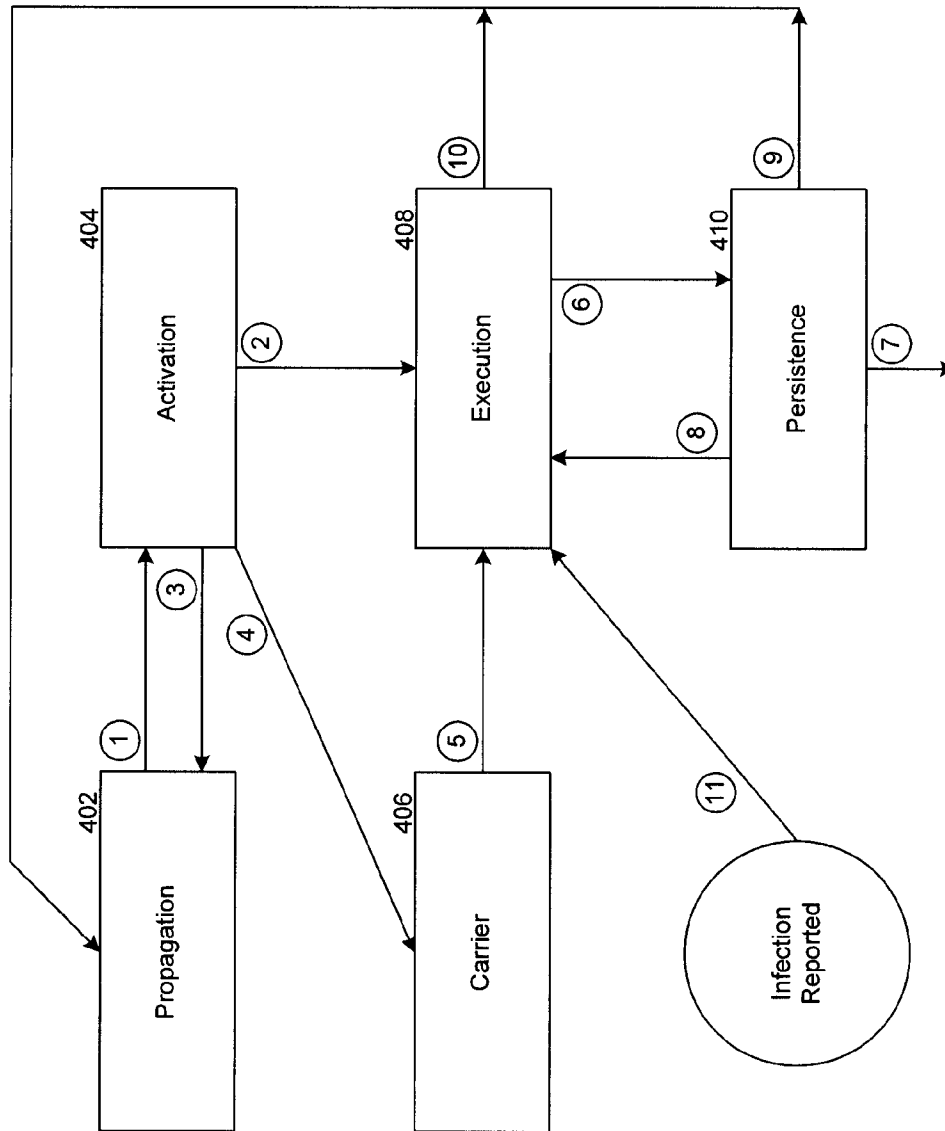 402
1
404
Propagation
3
Activation
4
2
406
5
408
10
Carrier
Execution
11
8
6
Infection
Reported
410
9
Persistence
7